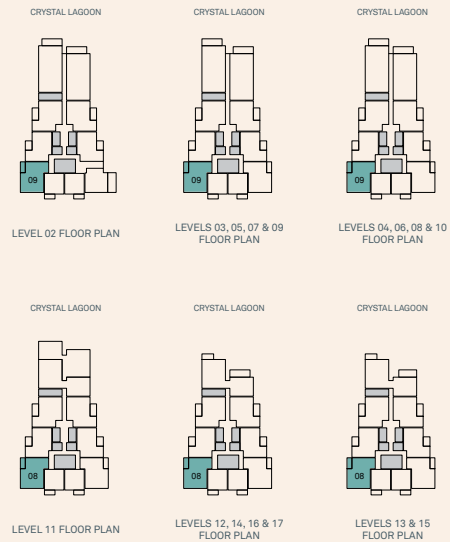 CRYSTAL LAGOON
CRYSTAL LAGOON
CRYSTAL LAGOON
09
09
09
LEVEL 02 FLOOR PLAN
LEVELS 03, 05, 07 & 09
FLOOR PLAN
LEVELS 04, 06, 08 & 10
FLOOR PLAN
CRYSTAL LAGOON
CRYSTAL LAGOON
CRYSTAL LAGOON
08
08
08
LEVEL 11 FLOOR PLAN
LEVELS 12, 14, 16 & 17
FLOOR PLAN
LEVELS 13 & 15
FLOOR PLAN